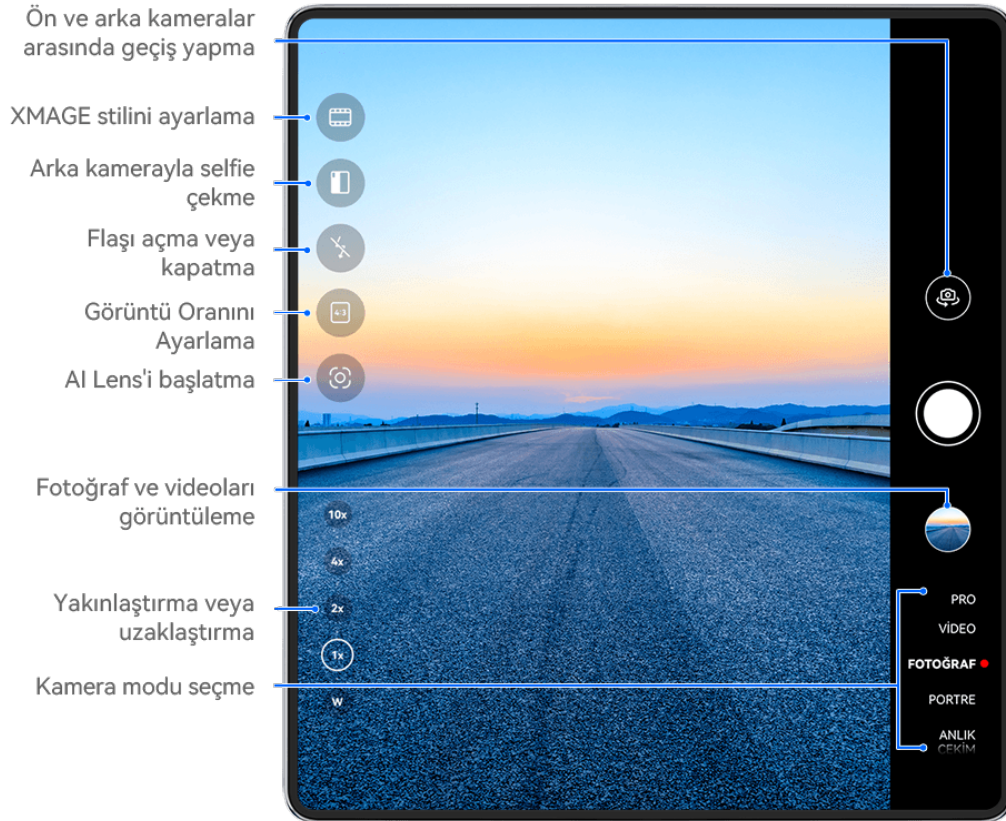 Ön ve arka kameralar
arasında geçiş yapma
XMAGE stilini ayarlama
Arka kamerayla selfie
çekme
Flaşı açma veya
kapatma
Görüntü Oranını
Ayarlama
4:3
AI Lens'i başlatma
Fotoğraf ve videoları
görüntüleme
10x
4x
Yakınlaştırma veya
uzaklaştırma
2x
1x
W
Kamera modu seçme
PRO
VİDEO
FOTOĞRAF
PORTRE
ANLIK
ÇEKİM